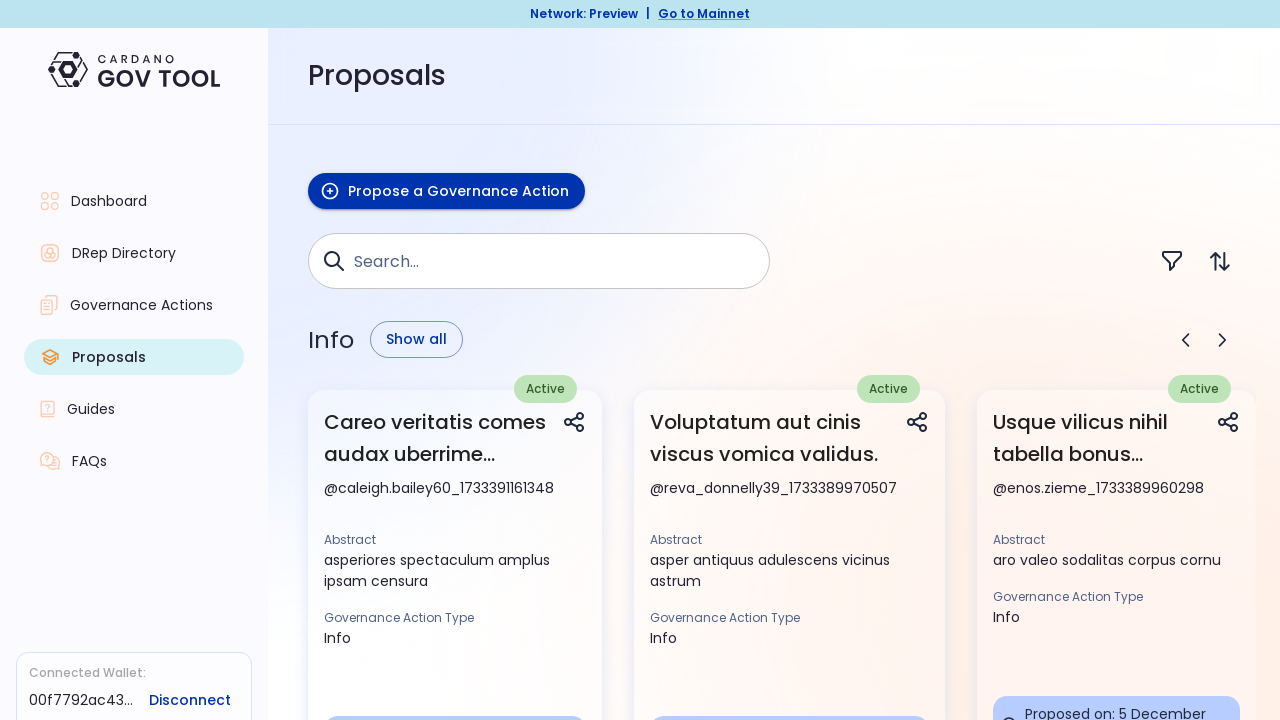 Network: Preview | Go to Mainnet
CARDANO
GOV TOOL
Dashboard
DRep Directory
Governance Actions
Proposals
Guides
FAQs
Connected Wallet:
00f7792ac43... Disconnect
Proposals
Propose a Governance Action
Search...
Info Show all
Active
Careo veritatis comes
audax uberrime...
@caleigh.bailey60_1733391161348
Abstract
asperiores spectaculum amplus
ipsam censura
Governance Action Type
Info
Active
Voluptatum aut cinis
viscus vomica validus.
@reva_donnelly39_1733389970507
Abstract
asper antiquus adulescens vicinus
astrum
Governance Action Type
Info
Active
Usque vilicus nihil
tabella bonus...
@enos.zieme_1733389960298
Abstract
aro valeo sodalitas corpus cornu
Governance Action Type
Info
Proposed on: 5 December